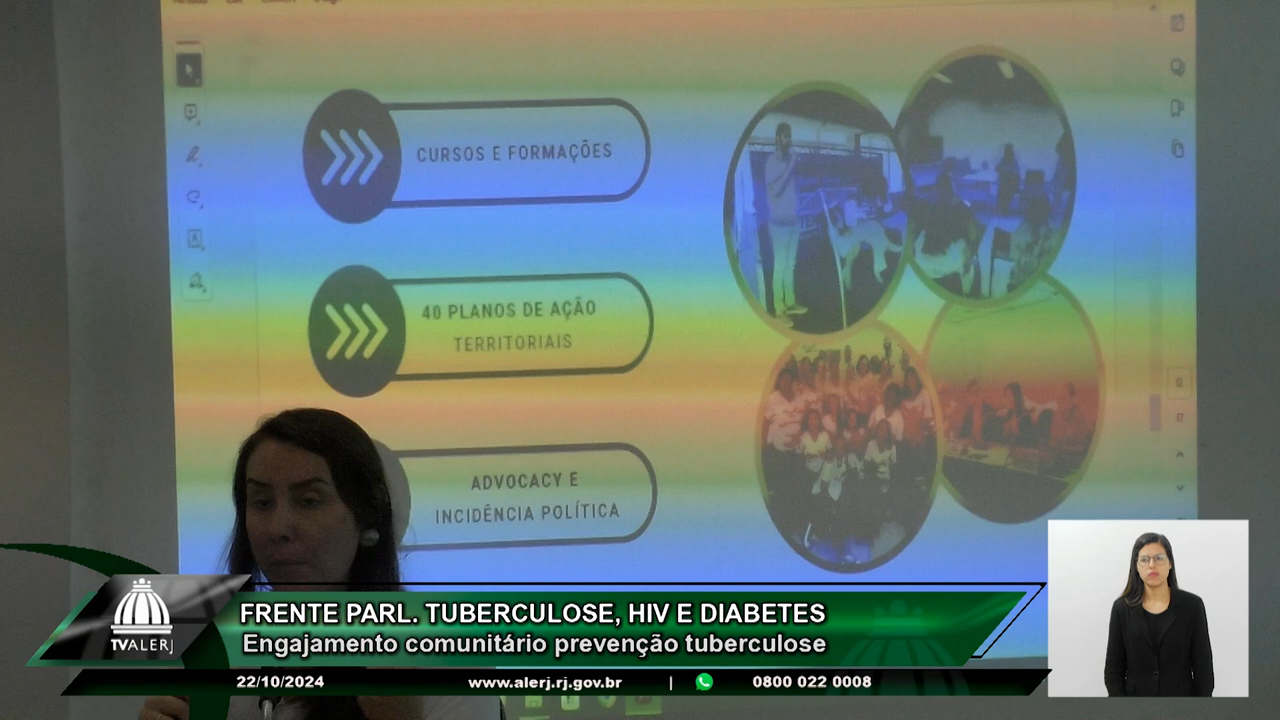 CURSOS E FORMAÇÕES
40 PLANOS DE AÇÃO
TERRITORIAIS
ADVOCACY E
INCIDÊNCIA POLÍTICA
TVALERJ
FRENTE PARL. TUBERCULOSE, HIV E DIABETES
Engajamento comunitário prevenção tuberculose
22/10/2024 www.alerj.rj.gov.br | 0800 022 0008